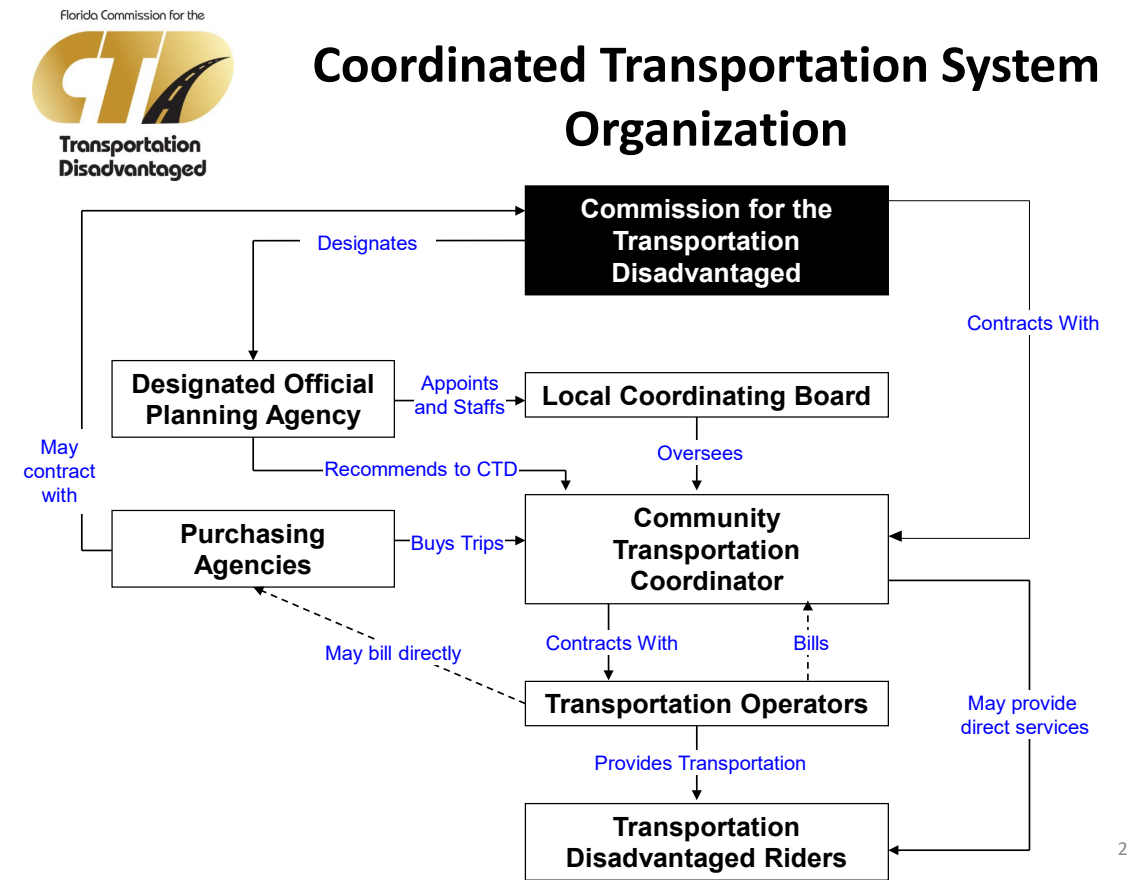 Florida Commission for the
CTD
Transportation
Disadvantaged
Coordinated Transportation System
Organization
Commission for the
Transportation
Disadvantaged
Designates
Contracts With
Designated Official
Planning Agency
Appoints
and Staffs
Local Coordinating Board
May
contract
with
Recommends to CTD
Oversees
Purchasing
Agencies
Buys Trips
Community
Transportation
Coordinator
May bill directly
Contracts With
Bills
Transportation Operators
May provide
direct services
Provides Transportation
Transportation
Disadvantaged Riders
2